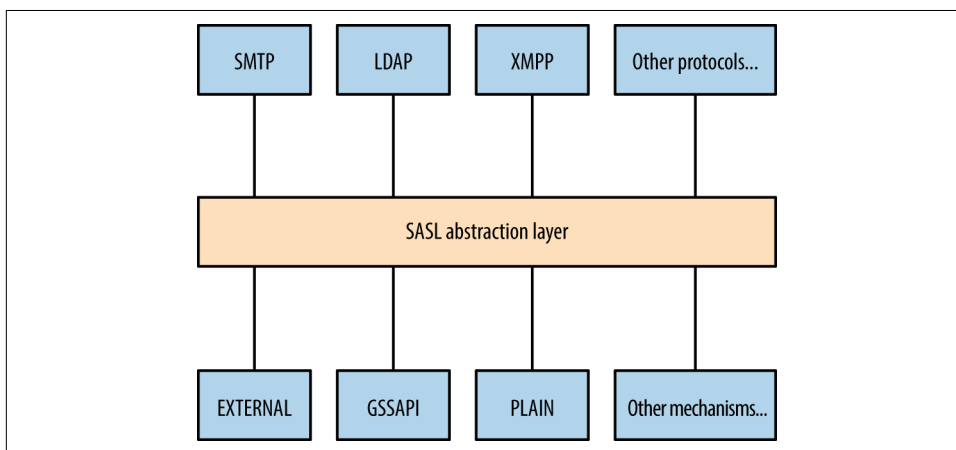 SMTP
LDAP
XMPP
Other protocols...
SASL abstraction layer
EXTERNAL
GSSAPI
PLAIN
Other mechanisms...